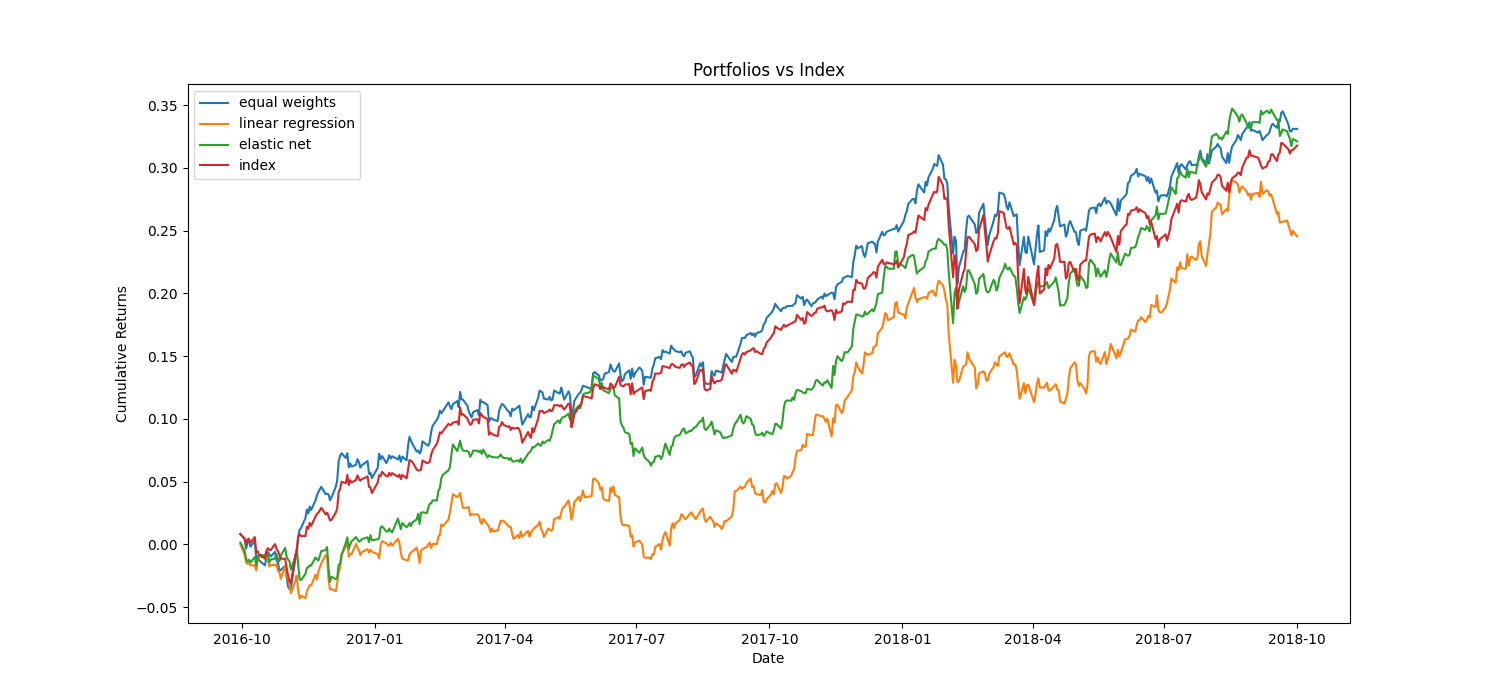 Portfolios vs Index
equal weights
linear regression
elastic net
index
Cumulative Returns
0.35
0.30
0.25
0.20
0.15
0.10
0.05
0.00
−0.05
2016-10 2017-01 2017-04 2017-07 2017-10 2018-01 2018-04 2018-07 2018-10
Date